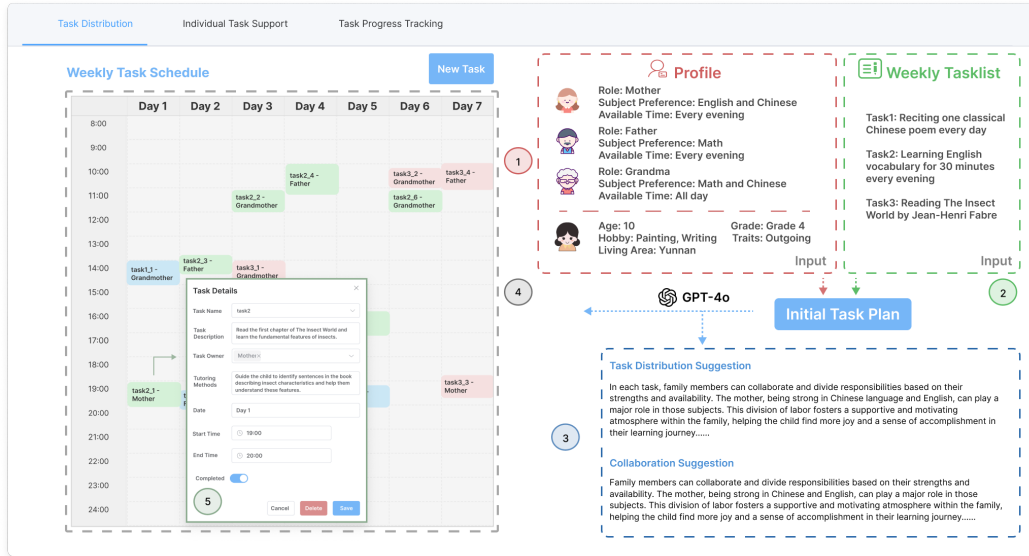 Task Distribution
Individual Task Support
Task Progress Tracking
Weekly Task Schedule
New Task
Day 1
Day 2
Day 3
Day 4
Day 5
Day 6
Day 7
8:00
9:00
10:00
11:00
12:00
13:00
14:00
15:00
16:00
17:00
18:00
19:00
20:00
21:00
22:00
23:00
24:00
task2_4 -
Father
task3_2 -
Grandmother
task3_4 -
Father
task2_2 -
Grandmother
task2_6 -
Grandmother
task1_1 -
Grandmother
task2_3 -
Father
task3_1 -
Grandmother
task2_1 -
Mother
task3_3 -
Mother
Task Details
Task Name
task2
Task
Description
Read the first chapter of The Insect World and
learn the fundamental features of insects.
Task Owner
Mother×
Tutoring
Methods
Guide the child to identify sentences in the book
describing insect characteristics and help them
understand these features.
Date
Day 1
Start Time
19:00
End Time
20:00
Completed
5
Cancel
Delete
Save
1
Profile
Role: Mother
Subject Preference: English and Chinese
Available Time: Every evening
Role: Father
Subject Preference: Math
Available Time: Every evening
Role: Grandma
Subject Preference: Math and Chinese
Available Time: All day
Age: 10
Grade: Grade 4
Hobby: Painting, Writing
Traits: Outgoing
Living Area: Yunnan
Input
Weekly Tasklist
Task1: Reciting one classical
Chinese poem every day
Task2: Learning English
vocabulary for 30 minutes
every evening
Task3: Reading The Insect
World by Jean-Henri Fabre
Input
2
4
GPT-4o
Initial Task Plan
3
Task Distribution Suggestion
In each task, family members can collaborate and divide responsibilities based on their
strengths and availability. The mother, being strong in Chinese language and English, can play a
major role in those subjects. This division of labor fosters a supportive and motivating
atmosphere within the family, helping the child find more joy and a sense of accomplishment in
their learning journey......
Collaboration Suggestion
Family members can collaborate and divide responsibilities based on their strengths and
availability. The mother, being strong in Chinese and English, can play a major role in those
subjects. This division of labor fosters a supportive and motivating atmosphere within the family,
helping the child find more joy and a sense of accomplishment in their learning journey......